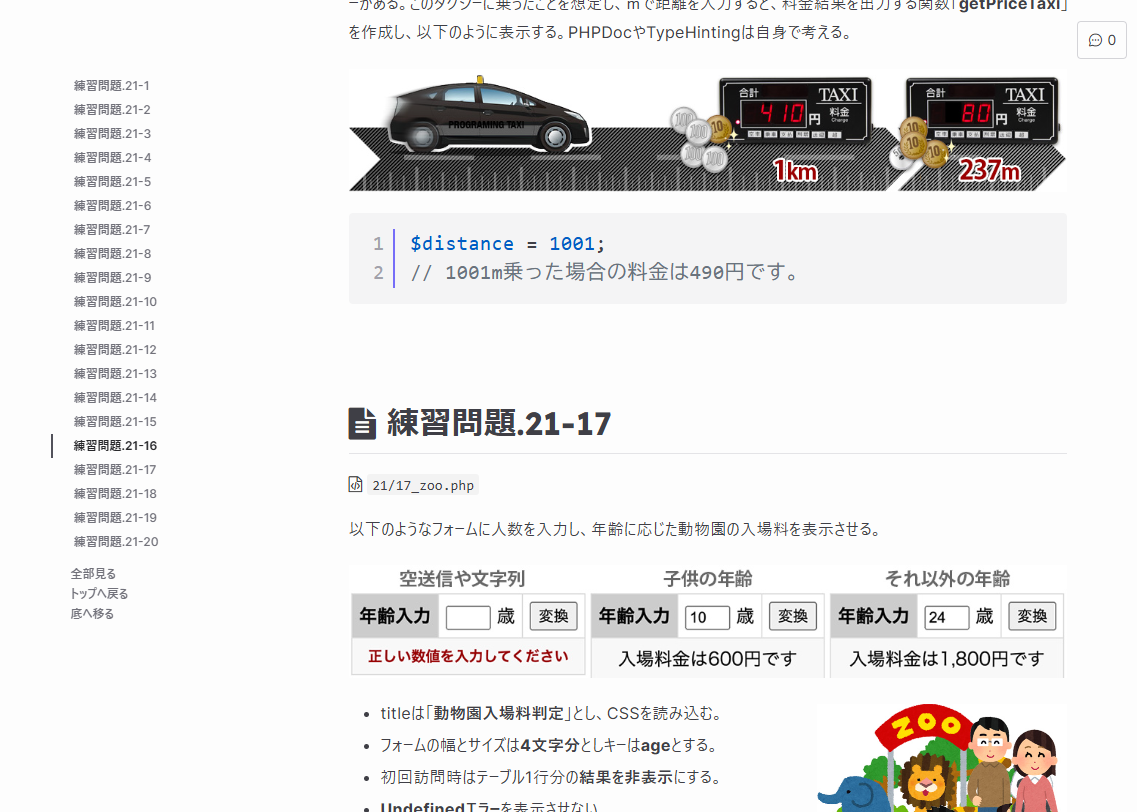 ーがある。このタクシーに乗ったことを想定し、mで距離を入力すると、料金結果を出力する関数「getPriceTaxi」
を作成し、以下のように表示する。PHPDocやTypeHintingは自身で考える。
0
練習問題.21-1
練習問題.21-2
練習問題.21-3
練習問題.21-4
練習問題.21-5
練習問題.21-6
練習問題.21-7
練習問題.21-8
練習問題.21-9
練習問題.21-10
練習問題.21-11
練習問題.21-12
練習問題.21-13
練習問題.21-14
練習問題.21-15
練習問題.21-16
練習問題.21-17
練習問題.21-18
練習問題.21-19
練習問題.21-20
全部見る
トップへ戻る
底へ移る
PROGRAMING TAXI
合計 TAXI
410円 料金
Charge
1km
合計 TAXI
80円 料金
Charge
237m
1 $distance = 1001;
2 // 1001m乗った場合の料金は490円です。
練習問題.21-17
21/17_zoo.php
以下のようなフォームに人数を入力し、年齢に応じた動物園の入場料を表示させる。
空送信や文字列 子供の年齢 それ以外の年齢
年齢入力 歳 変換 年齢入力 10 歳 変換 年齢入力 24 歳 変換
正しい数値を入力してください 入場料金は600円です 入場料金は1,800円です
titleは「動物園入場料判定」とし、CSSを読み込む。
フォームの幅とサイズは4文字分としキーはageとする。
初回訪問時はテーブル1行分の結果を非表示にする。
Undefinedエラーを表示させない
ZOO